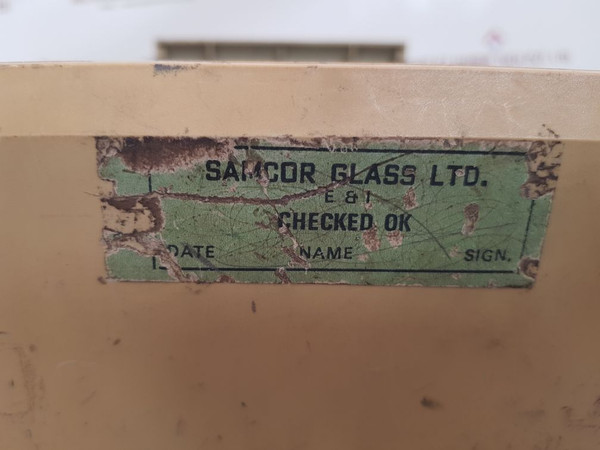 SAMCOR GLASS LTD.
E & T
CHECKED OK
DATE NAME SIGN.